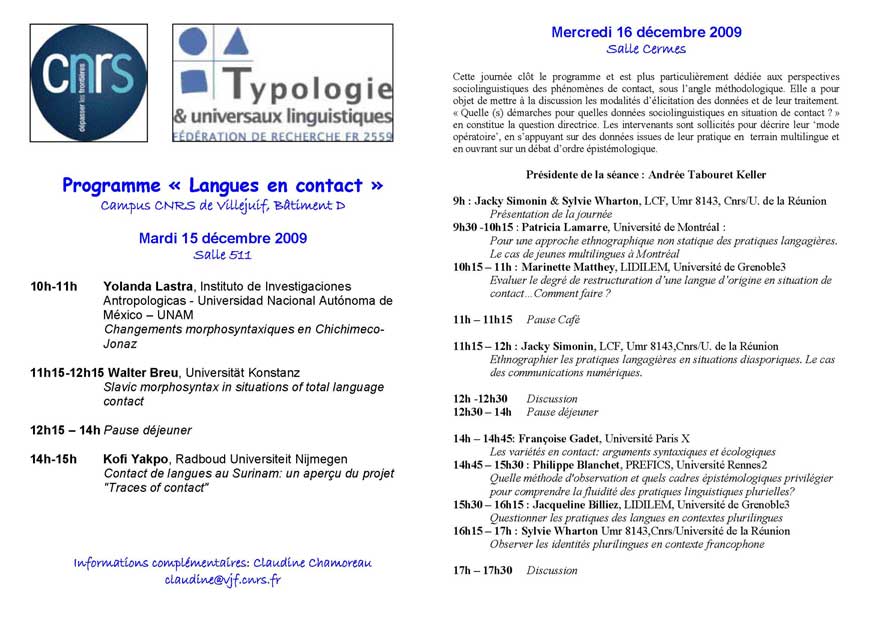 cnrs
dépasser les frontières
Typologie
& universaux linguistiques
FÉDÉRATION DE RECHERCHE FR 2559
Programme « Langues en contact »
Campus CNRS de Villejuif, Bâtiment D
Mardi 15 décembre 2009
Salle 511
10h-11h Yolanda Lastra, Instituto de Investigaciones
Antropologicas - Universidad Nacional Autónoma de
México – UNAM
Changements morphosyntaxiques en Chichimeco-
Jonaz
11h15-12h15 Walter Breu, Universität Konstanz
Slavic morphosyntax in situations of total language
contact
12h15 – 14h Pause déjeuner
14h-15h Kofi Yakpo, Radboud Universiteit Nijmegen
Contact de langues au Surinam: un aperçu du projet
"Traces of contact"
Informations complémentaires: Claudine Chamoreau
claudine@vjf.cnrs.fr
Mercredi 16 décembre 2009
Salle Cermes
Cette journée clôt le programme et est plus particulièrement dédiée aux perspectives
sociolinguistiques des phénomènes de contact, sous l'angle méthodologique. Elle a pour
objet de mettre à la discussion les modalités d'élicitation des données et de leur traitement.
« Quelle (s) démarches pour quelles données sociolinguistiques en situation de contact ? »
en constitue la question directrice. Les intervenants sont sollicités pour décrire leur 'mode
opératoire', en s'appuyant sur des données issues de leur pratique en terrain multilingue et
en ouvrant sur un débat d'ordre épistémologique.
Présidente de la séance : Andrée Tabouret Keller
9h : Jacky Simonin & Sylvie Wharton, LCF, Umr 8143, Cnrs/U. de la Réunion
Présentation de la journée
9h30 -10h15 : Patricia Lamarre, Université de Montréal :
Pour une approche ethnographique non statique des pratiques langagières.
Le cas de jeunes multilingues à Montréal
10h15 – 11h : Marinette Matthey, LIDILEM, Université de Grenoble3
Evaluer le degré de restructuration d'une langue d'origine en situation de
contact…Comment faire ?
11h – 11h15 Pause Café
11h15 – 12h : Jacky Simonin, LCF, Umr 8143,Cnrs/U. de la Réunion
Ethnographier les pratiques langagières en situations diasporiques. Le cas
des communications numériques.
12h -12h30 Discussion
12h30 – 14h Pause déjeuner
14h – 14h45: Françoise Gadet, Université Paris X
Les variétés en contact: arguments syntaxiques et écologiques
14h45 – 15h30 : Philippe Blanchet, PREFICS, Université Rennes2
Quelle méthode d'observation et quels cadres épistémologiques privilégier
pour comprendre la fluidité des pratiques linguistiques plurielles?
15h30 – 16h15 : Jacqueline Billiez, LIDILEM, Université de Grenoble3
Questionner les pratiques des langues en contextes plurilingues
16h15 – 17h : Sylvie Wharton Umr 8143,Cnrs/Université de la Réunion
Observer les identités plurilingues en contexte francophone
17h – 17h30 Discussion